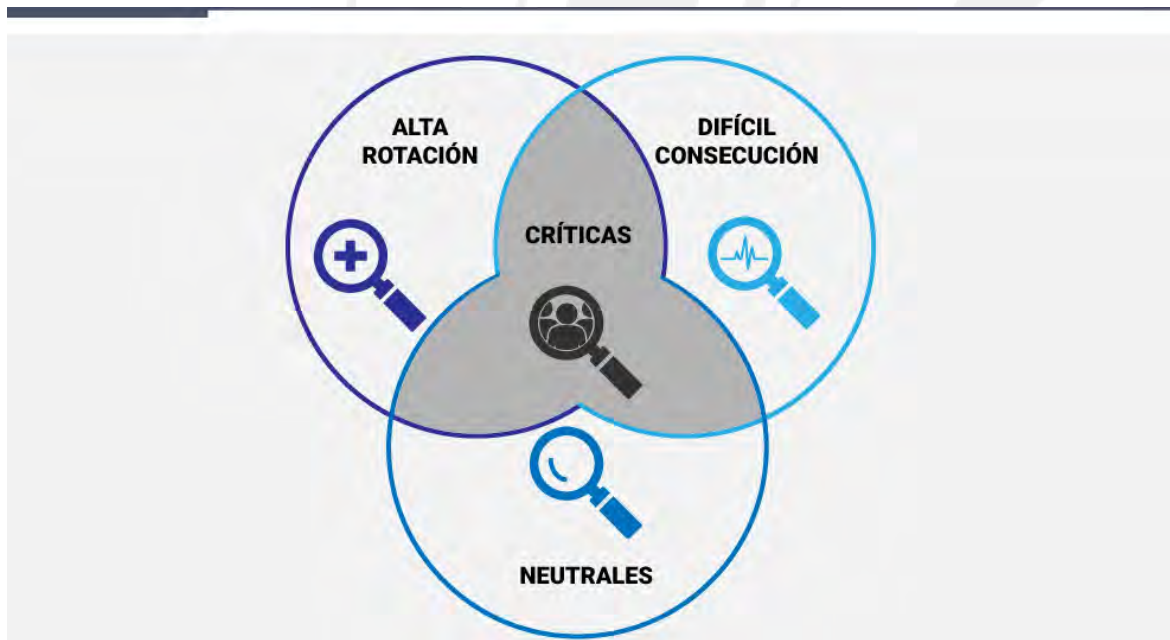 ALTA
ROTACIÓN
DIFÍCIL
CONSECUCIÓN
CRÍTICAS
NEUTRALES